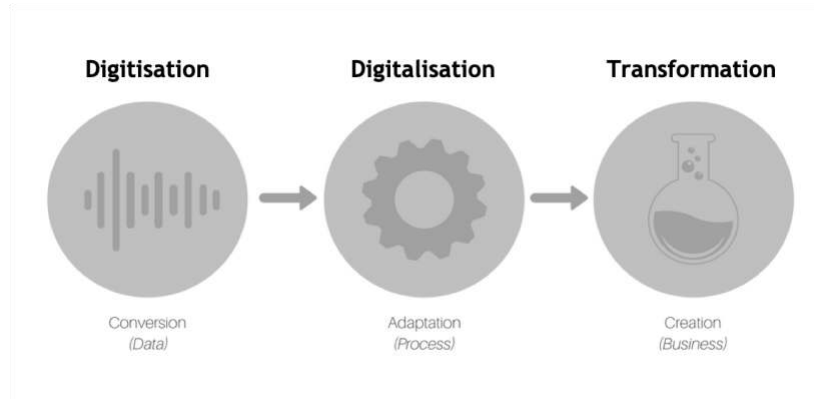 Digitisation
Digitalisation
Transformation
Conversion
(Data)
Adaptation
(Process)
Creation
(Business)